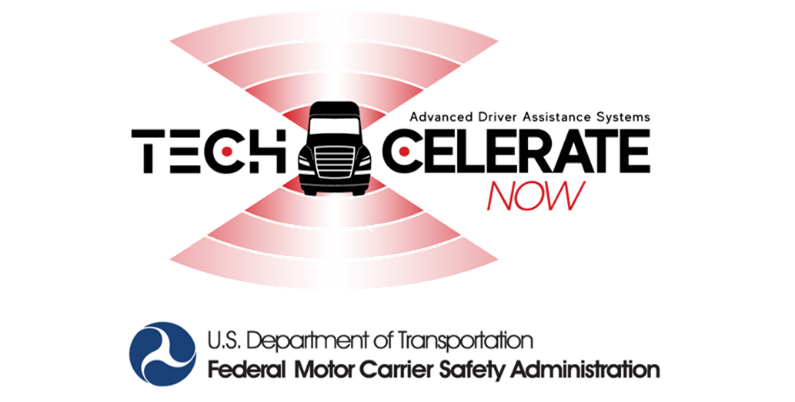 Advanced Driver Assistance Systems
TECH CELERATE
NOW
U.S. Department of Transportation
Federal Motor Carrier Safety Administration